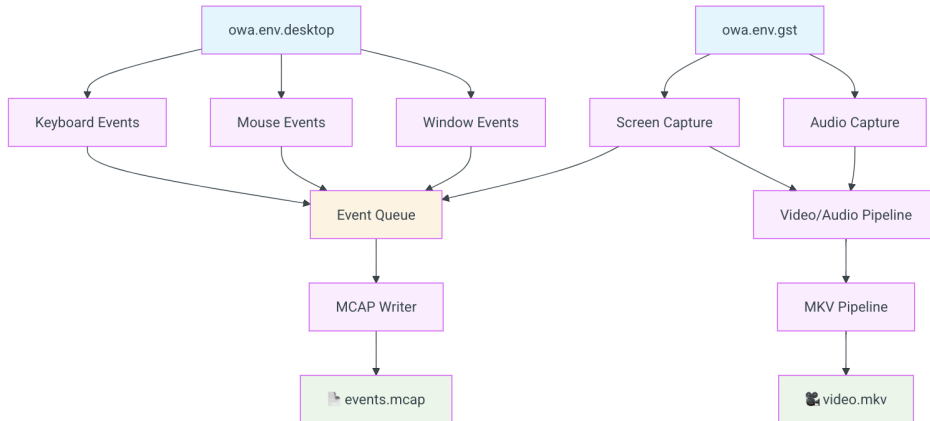 owa.env.desktop
owa.env.gst
Keyboard Events
Mouse Events
Window Events
Screen Capture
Audio Capture
Event Queue
Video/Audio Pipeline
MCAP Writer
MKV Pipeline
events.mcap
video.mkv